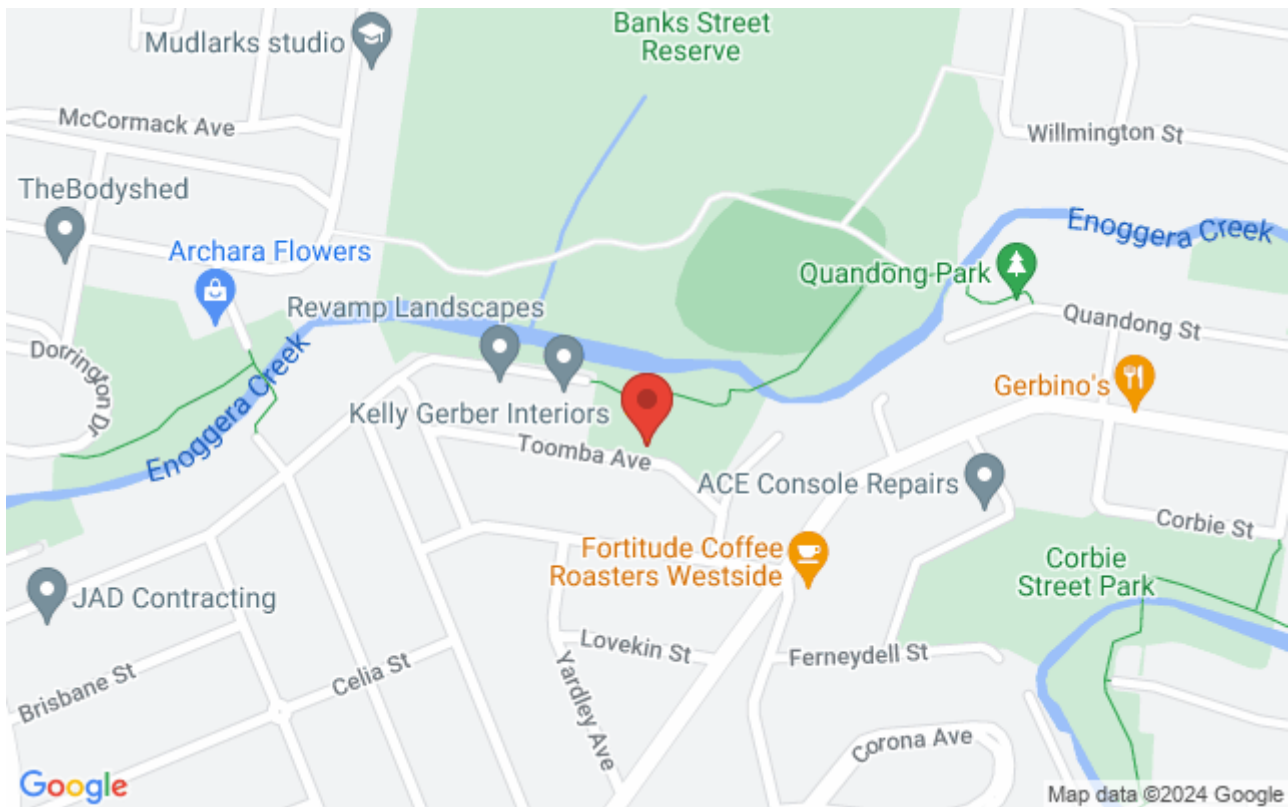 Banks Street
Reserve
Mudlarks studio
McCormack Ave
Willmington St
TheBodyshed
Enoggera Creek
Archara Flowers
Quandong Park
Revamp Landscapes
Quandong St
Dorrington Dr
Gerbino's
Kelly Gerber Interiors
Enoggera Creek
Toomba Ave
ACE Console Repairs
Corbie St
Fortitude Coffee
Roasters Westside
Corbie
Street Park
JAD Contracting
Lovekin St
Ferneydell St
Celia St
Brisbane St
Yardley Ave
Corona Ave
Google
Map data ©2024 Google